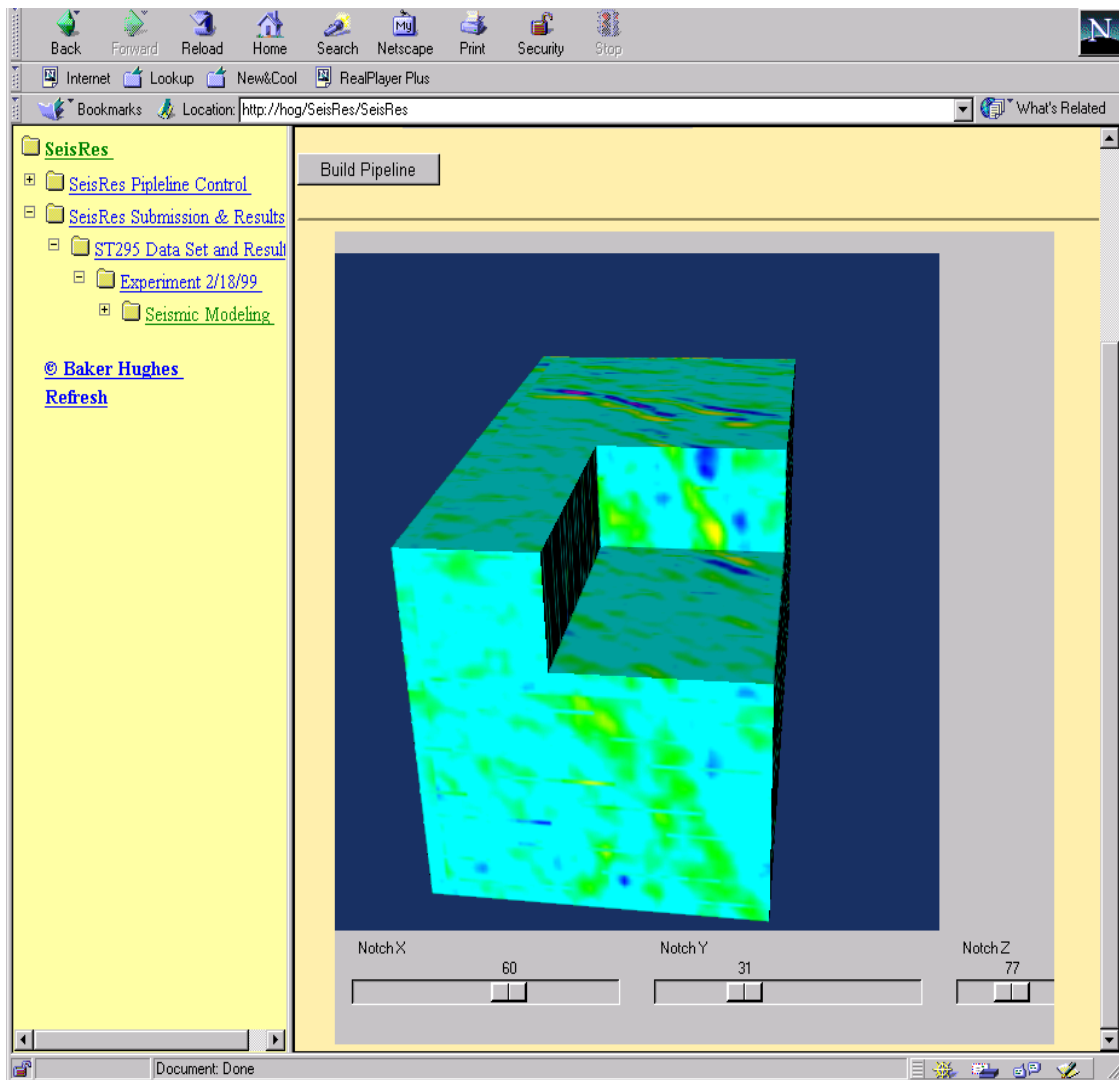 Back Forward Reload Home Search Netscape Print Security Stop
My
N
Internet Lookup New&Cool RealPlayer Plus
Bookmarks Location: http://hog/SeisRes/SeisRes What's Related
SeisRes
SeisRes Pipleline Control
SeisRes Submission & Results
ST295 Data Set and Result
Experiment 2/18/99
Seismic Modeling
© Baker Hughes
Refresh
Build Pipeline
Notch X Notch Y Notch Z
60 31 77
Document: Done